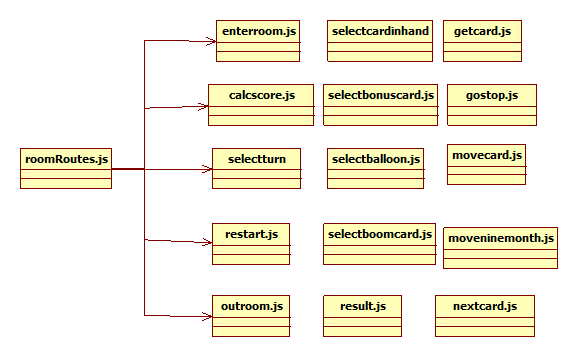 enterroom.js
selectcardinhand
getcard.js
calcscore.js
selectbonuscard.js
gostop.js
roomRoutes.js
selectturn
selectballoon.js
movecard.js
restart.js
selectboomcard.js
moveninemonth.js
outroom.js
result.js
nextcard.js